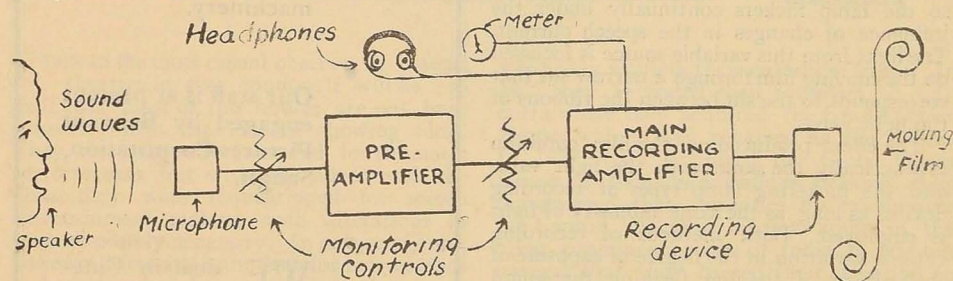 Headphones
Meter
Sound
waves
PRE-
AMPLIFIER
MAIN
RECORDING
AMPLIFIER
Moving
Film
Speaker
Microphone
Monitoring
Controls
Recording
device